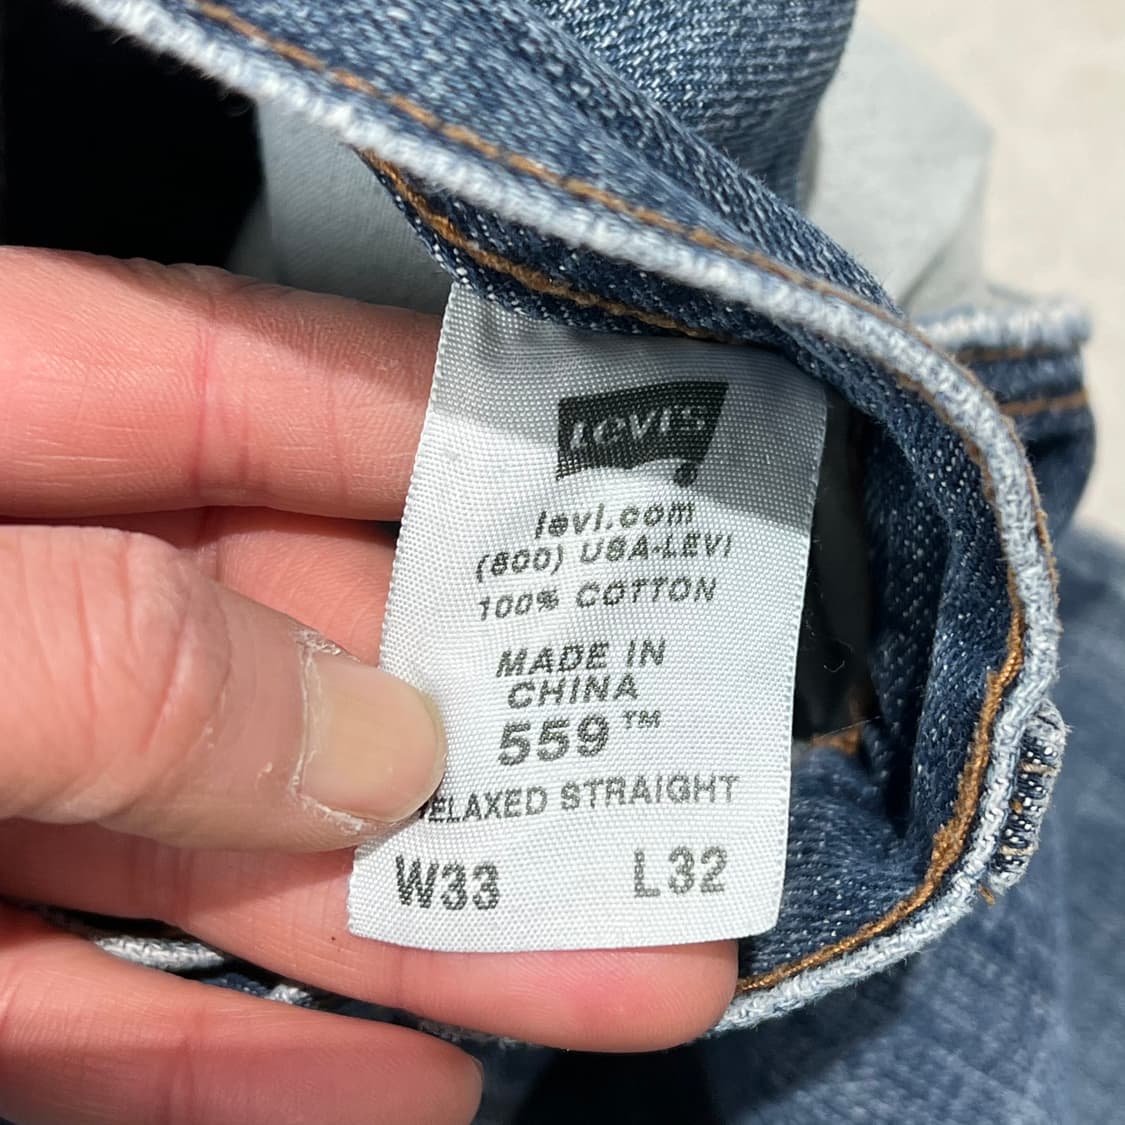 LEVI'S
levi.com
(800) USA-LEVI
100% COTTON
MADE IN
CHINA
559™
RELAXED STRAIGHT
W33 L32